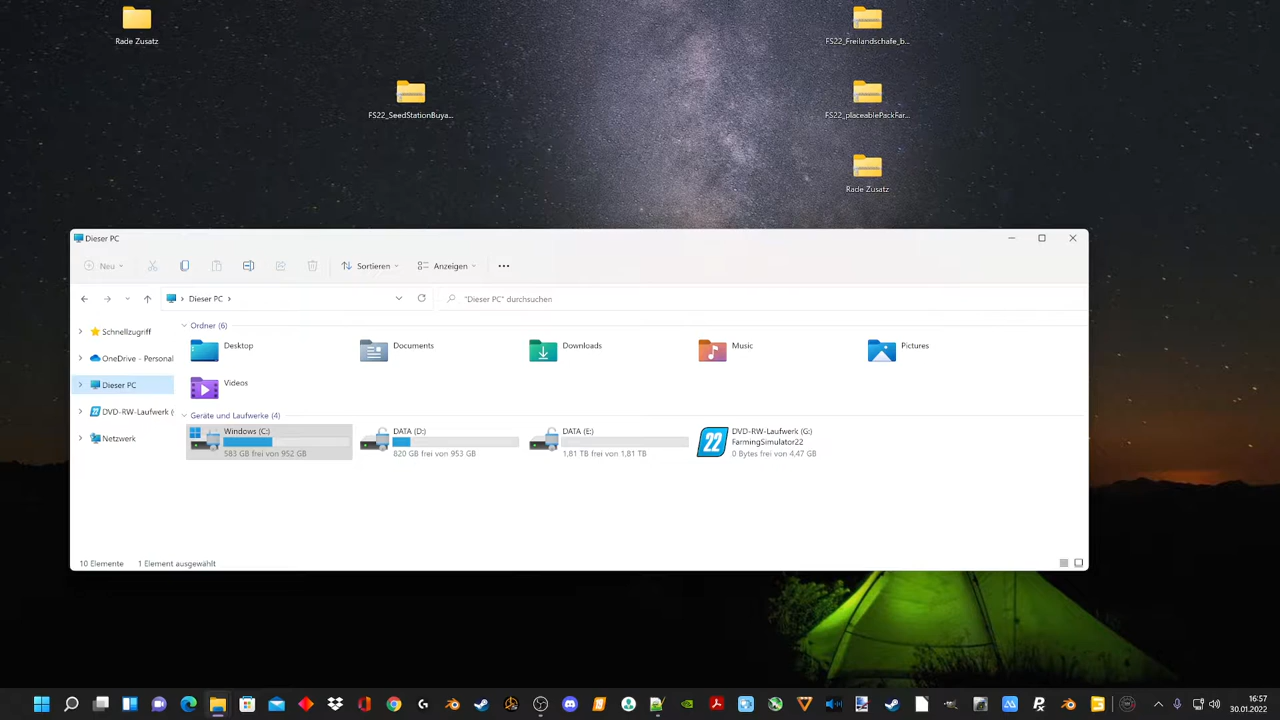 Rade Zusatz
FS22_Freilandschafe_b...
FS22_SeedStationBuya...
FS22_placeablePackFar...
Rade Zusatz
Dieser PC
Neu
Sortieren
Anzeigen
Dieser PC
"Dieser PC" durchsuchen
Schnellzugriff
OneDrive - Personal
Dieser PC
DVD-RW-Laufwerk (
Netzwerk
Ordner (6)
Desktop
Documents
Downloads
Music
Pictures
Videos
Geräte und Laufwerke (4)
Windows (C:)
583 GB frei von 952 GB
DATA (D:)
820 GB frei von 953 GB
DATA (E:)
1,81 TB frei von 1,81 TB
22
DVD-RW-Laufwerk (G:)
FarmingSimulator22
0 Bytes frei von 4,47 GB
10 Elemente
1 Element ausgewählt
16:57
30.01.2022